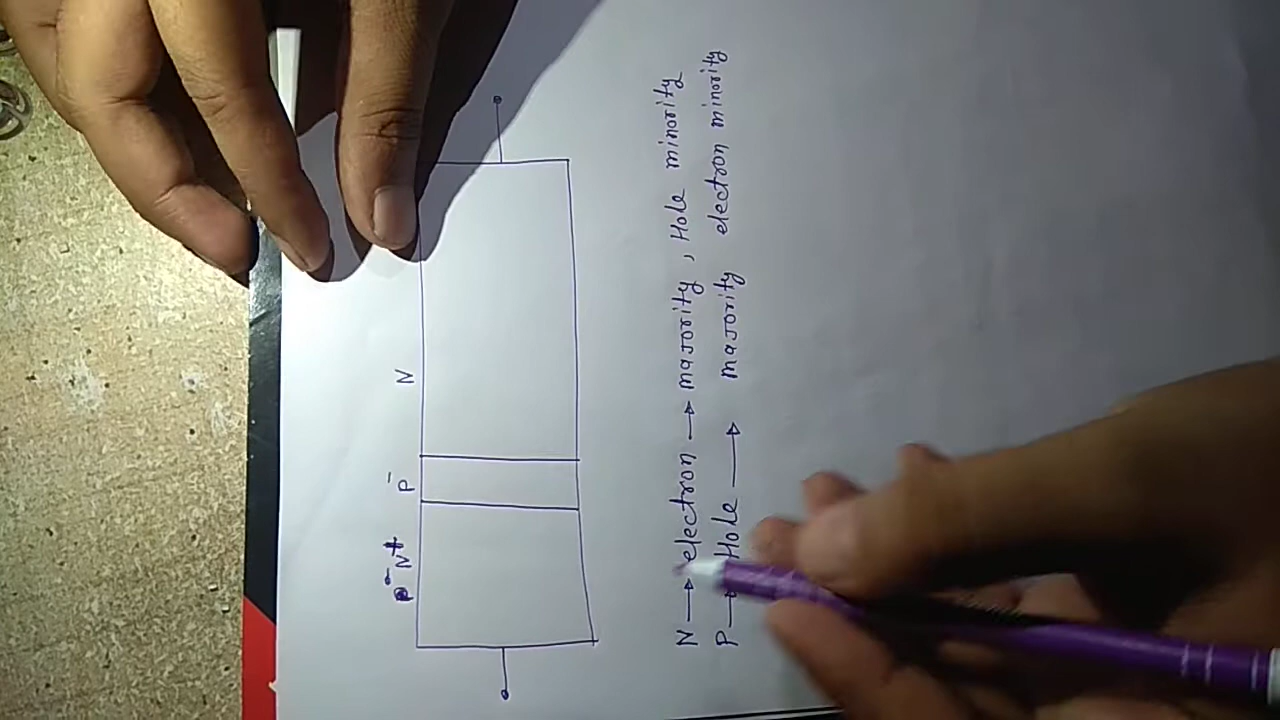 N⁺ P⁻ N
N → electron → majority , Hole minority
P → Hole → majority electron minority